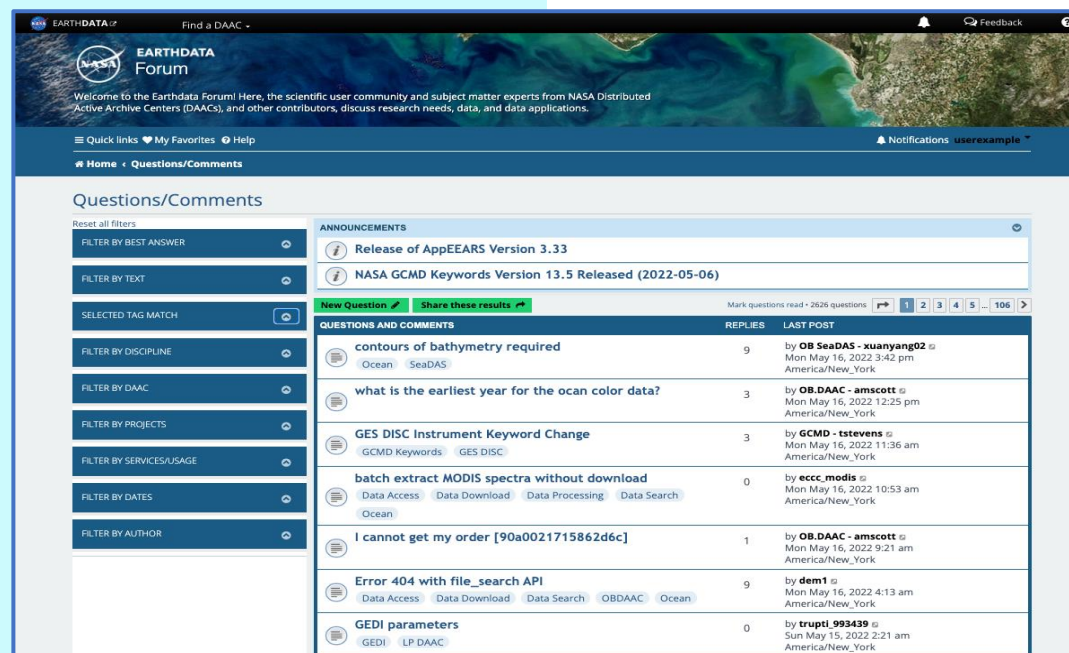 EARTHDATA
Find a DAAC
Feedback
NASA
EARTHDATA
Forum
Welcome to the Earthdata Forum! Here, the scientific user community and subject matter experts from NASA Distributed
Active Archive Centers (DAACs), and other contributors, discuss research needs, data, and data applications.
Quick links My Favorites Help
Notifications userexample
Home ‹ Questions/Comments
Questions/Comments
Reset all filters
FILTER BY BEST ANSWER
FILTER BY TEXT
SELECTED TAG MATCH
FILTER BY DISCIPLINE
FILTER BY DAAC
FILTER BY PROJECTS
FILTER BY SERVICES/USAGE
FILTER BY DATES
FILTER BY AUTHOR
ANNOUNCEMENTS
Release of AppEEARS Version 3.33
NASA GCMD Keywords Version 13.5 Released (2022-05-06)
New Question Share these results
Mark questions read • 2626 questions 1 2 3 4 5 ... 106
QUESTIONS AND COMMENTS REPLIES LAST POST
contours of bathymetry required
Ocean SeaDAS
9
by OB SeaDAS - xuanyang02
Mon May 16, 2022 3:42 pm
America/New_York
what is the earliest year for the ocan color data?
3
by OB.DAAC - amscott
Mon May 16, 2022 12:25 pm
America/New_York
GES DISC Instrument Keyword Change
GCMD Keywords GES DISC
3
by GCMD - tstevens
Mon May 16, 2022 11:36 am
America/New_York
batch extract MODIS spectra without download
Data Access Data Download Data Processing Data Search
Ocean
0
by eccc_modis
Mon May 16, 2022 10:53 am
America/New_York
I cannot get my order [90a0021715862d6c]
1
by OB.DAAC - amscott
Mon May 16, 2022 9:21 am
America/New_York
Error 404 with file_search API
Data Access Data Download Data Search OBDAAC Ocean
9
by dem1
Mon May 16, 2022 4:13 am
America/New_York
GEDI parameters
GEDI LP DAAC
0
by trupti_993439
Sun May 15, 2022 2:21 am
America/New_York